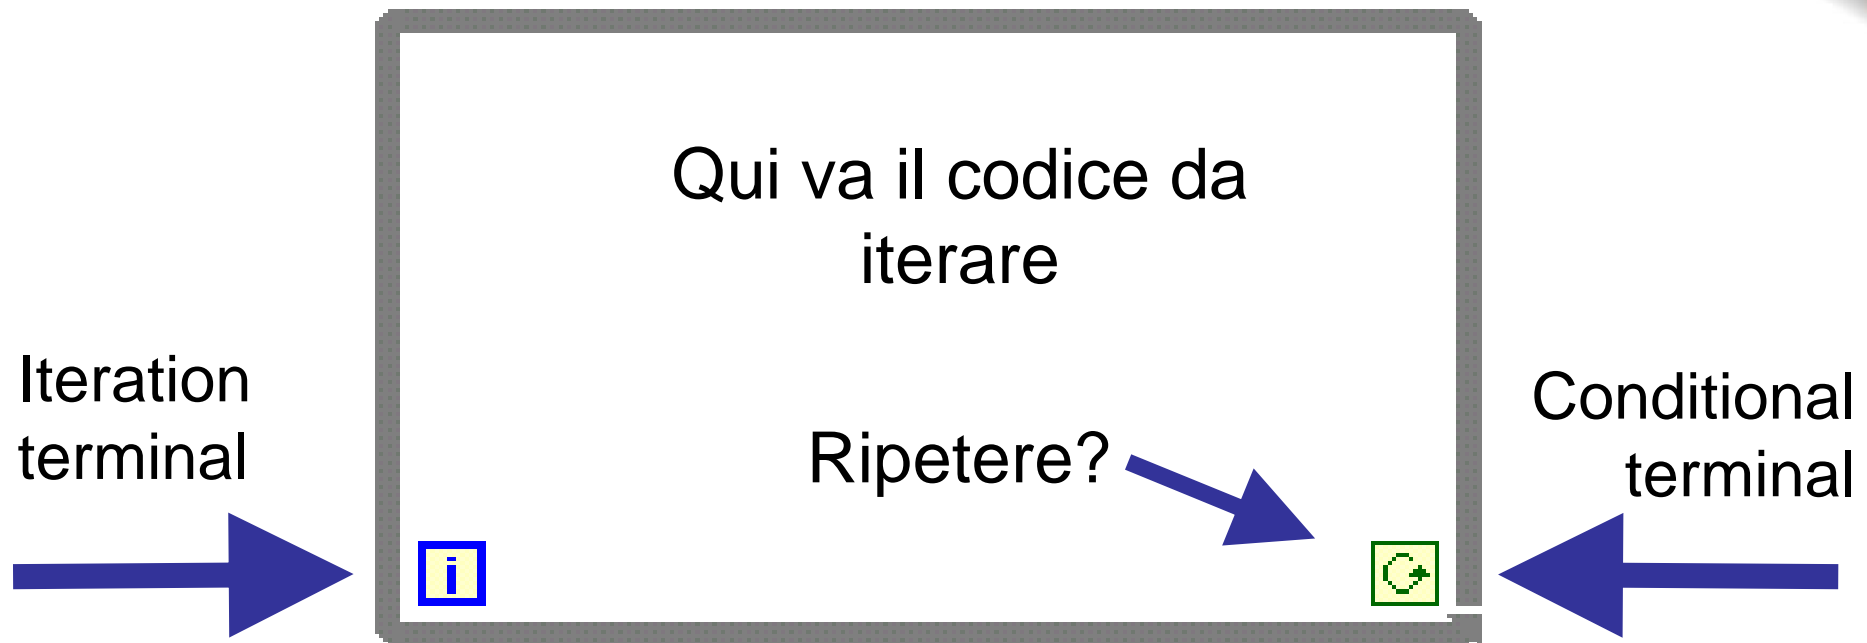 Qui va il codice da
iterare
Iteration
terminal
Conditional
terminal
Ripetere?
i